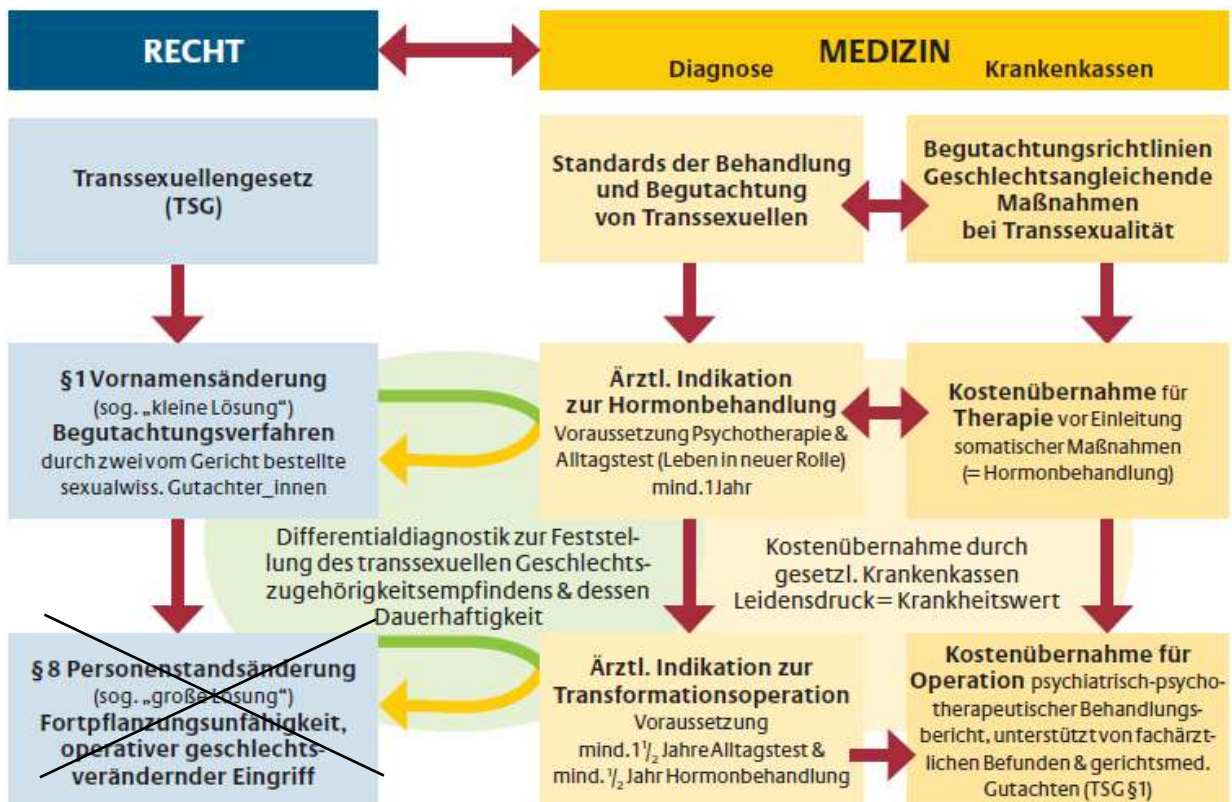 RECHT
MEDIZIN
Diagnose
Krankenkassen
Transsexuellengesetz
(TSG)
Standards der Behandlung
und Begutachtung
von Transsexuellen
Begutachtungsrichtlinien
Geschlechtsangleichende
Maßnahmen
bei Transsexualität
§1 Vornamensänderung
(sog. „kleine Lösung“)
Begutachtungsverfahren
durch zwei vom Gericht bestellte
sexualwiss. Gutachter_innen
Ärztl. Indikation
zur Hormonbehandlung
Voraussetzung Psychotherapie &
Alltagstest (Leben in neuer Rolle)
mind. 1 Jahr
Kostenübernahme für
Therapie vor Einleitung
somatischer Maßnahmen
(= Hormonbehandlung)
Differentialdiagnostik zur Feststel-
lung des transsexuellen Geschlechts-
zugehörigkeitsempfindens & dessen
Dauerhaftigkeit
Kostenübernahme durch
gesetzl. Krankenkassen
Leidensdruck = Krankheitswert
§ 8 Personenstandsänderung
(sog. „große Lösung“)
Fortpflanzungsunfähigkeit,
operativer geschlechts-
verändernder Eingriff
Ärztl. Indikation zur
Transformationsoperation
Voraussetzung
mind. 1 1/2 Jahre Alltagstest &
mind. 1/2 Jahr Hormonbehandlung
Kostenübernahme für
Operation psychiatrisch-psycho-
therapeutischer Behandlungs-
bericht, unterstützt von fachärzt-
lichen Befunden & gerichtsmed.
Gutachten (TSG §1)